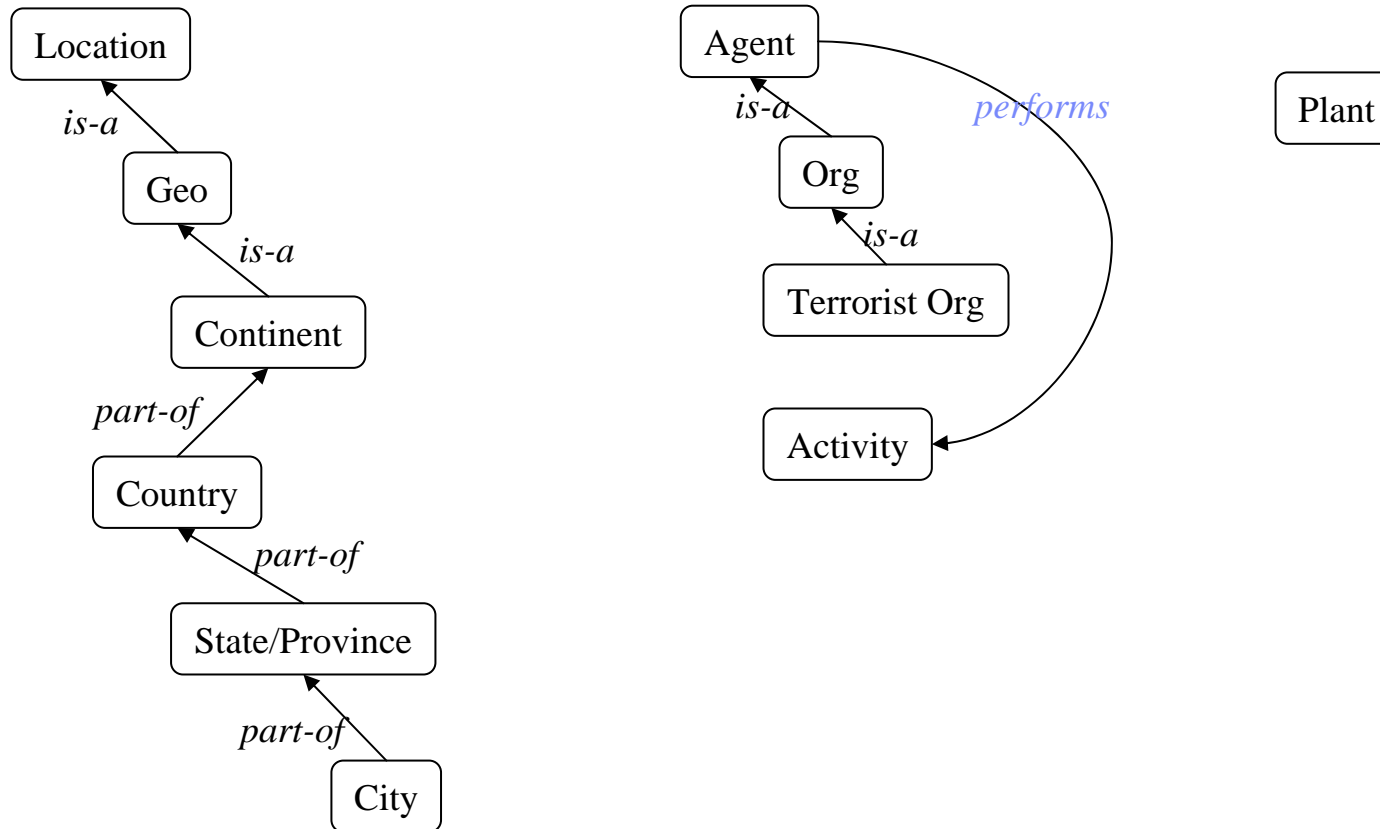 Location
is-a
Geo
is-a
Continent
part-of
Country
part-of
State/Province
part-of
City
Agent
is-a
performs
Org
is-a
Terrorist Org
Activity
Plant